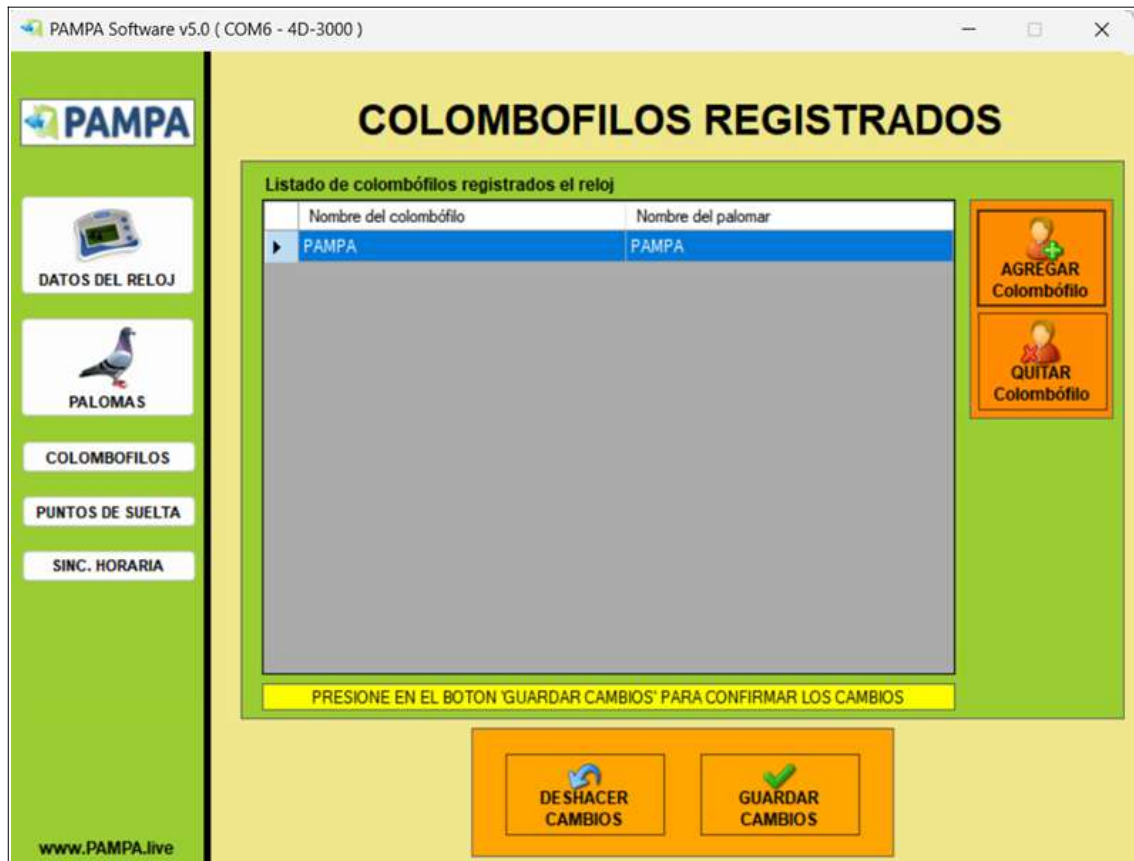 PAMPA Software v5.0 ( COM6 - 4D-3000 )
PAMPA
DATOS DEL RELOJ
PALOMAS
COLOMBOFILOS
PUNTOS DE SUELTA
SINC. HORARIA
www.PAMPA.live
COLOMBOFILOS REGISTRADOS
Listado de colombófilos registrados el reloj
Nombre del colombófilo Nombre del palomar
PAMPA PAMPA
AGREGAR
Colombófilo
QUITAR
Colombófilo
PRESIONE EN EL BOTON 'GUARDAR CAMBIOS' PARA CONFIRMAR LOS CAMBIOS
DESHACER
CAMBIOS
GUARDAR
CAMBIOS